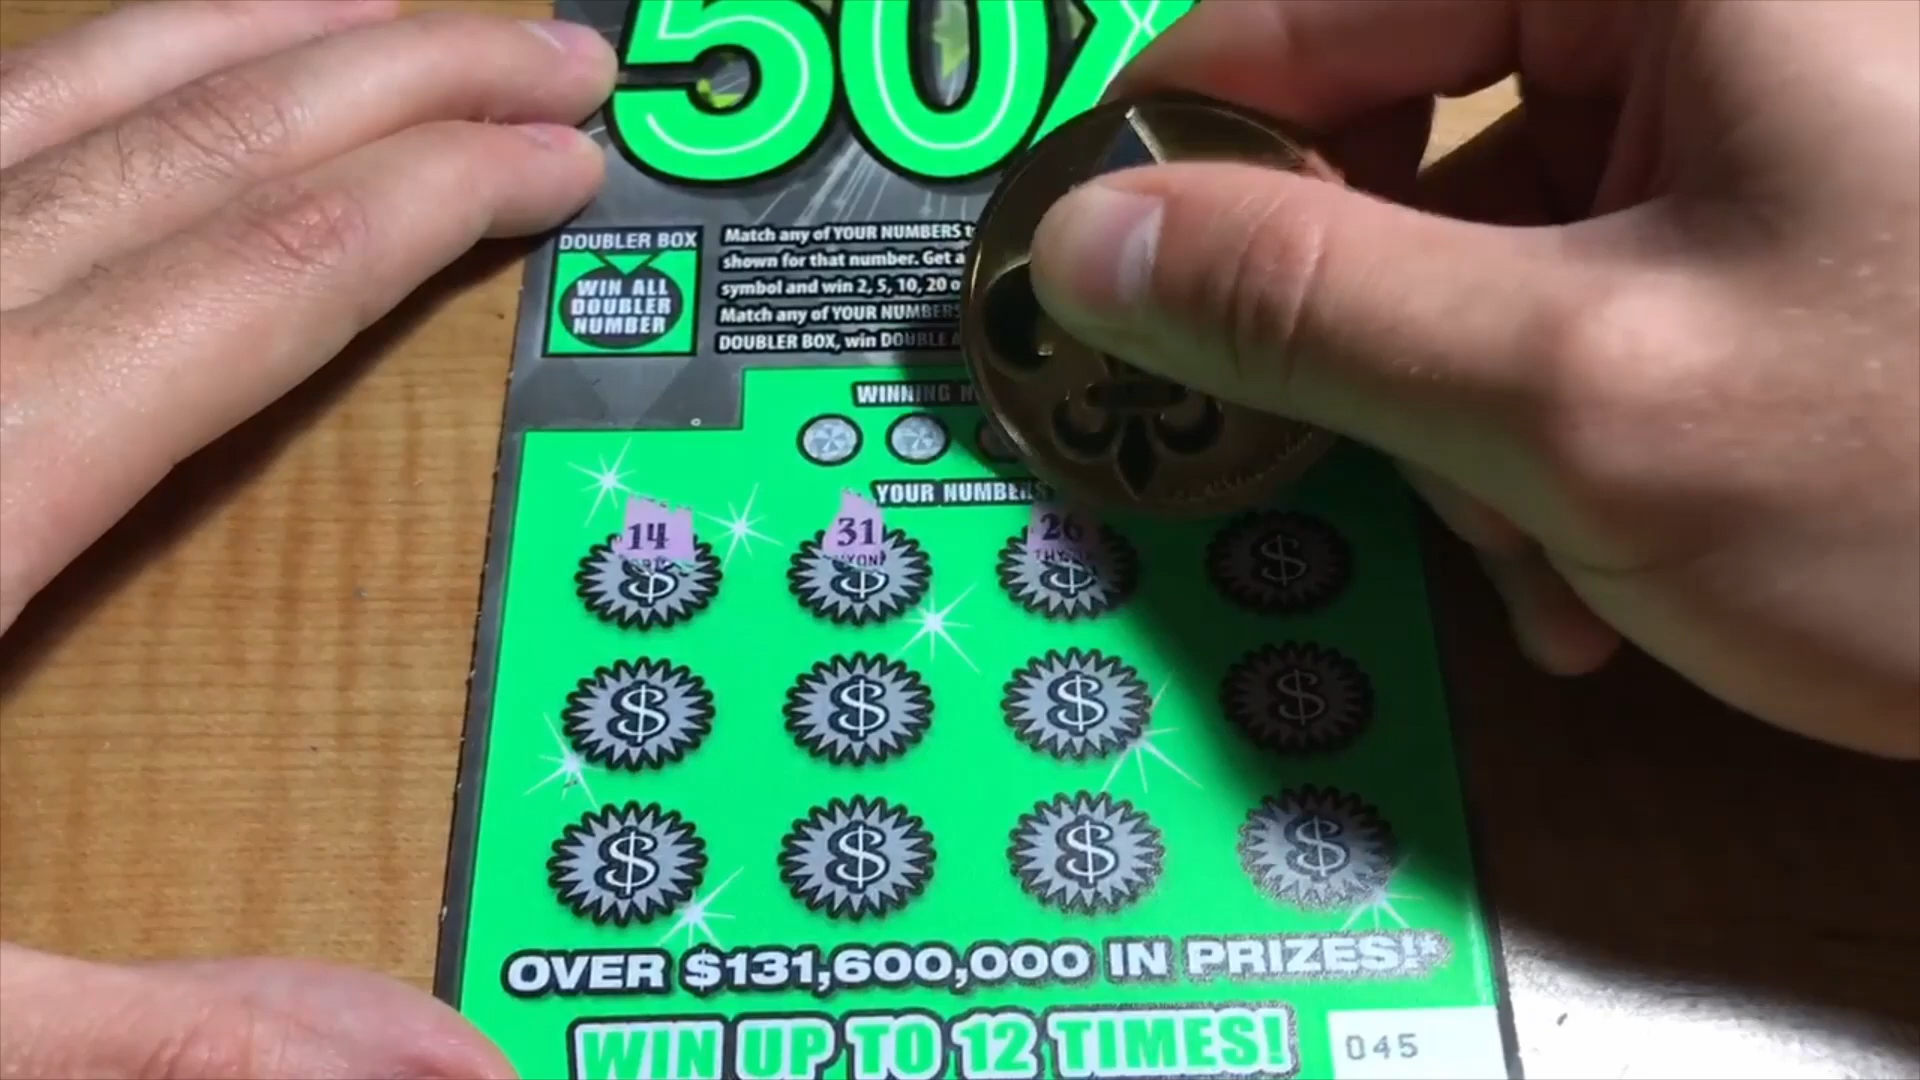 50X
DOUBLER BOX
WIN ALL
DOUBLER
NUMBER
Match any of YOUR NUMBERS
shown for that number. Get a
symbol and win 2, 5, 10, 20
Match any of YOUR NUMBERS
DOUBLER BOX, win DOUBLE
WINNING
YOUR NUMBERS
14 31 26
$ $ $ $
$ $ $ $
$ $ $ $
OVER $131,600,000 IN PRIZES!*
WIN UP TO 12 TIMES!
045